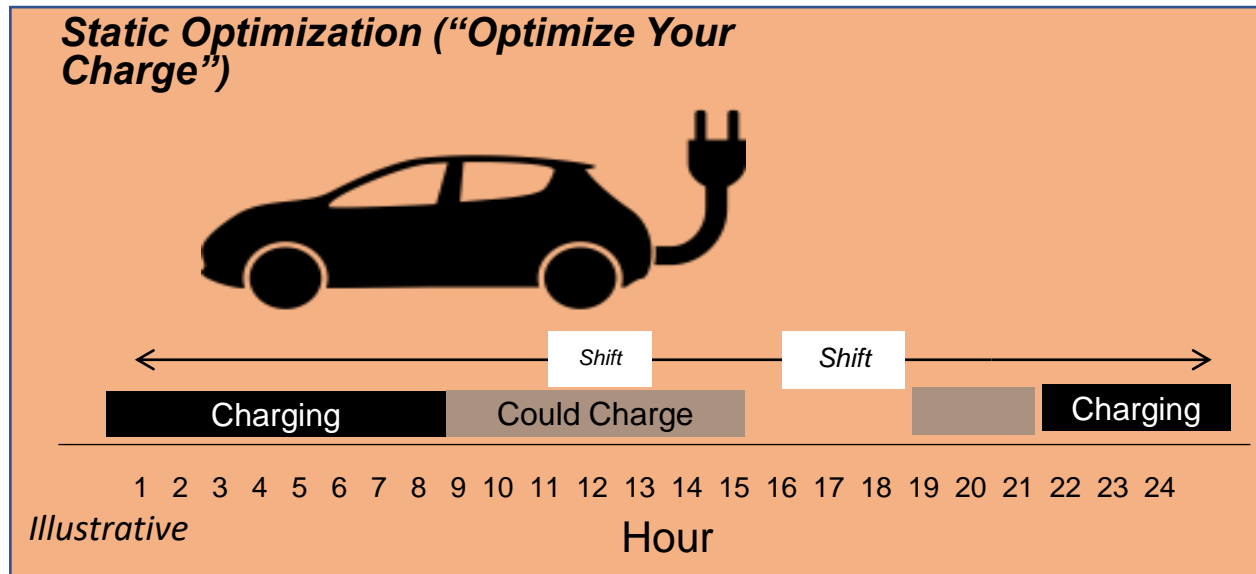 Static Optimization (“Optimize Your
Charge”)
Shift Shift
Charging Could Charge Charging
1 2 3 4 5 6 7 8 9 10 11 12 13 14 15 16 17 18 19 20 21 22 23 24
Illustrative
Hour